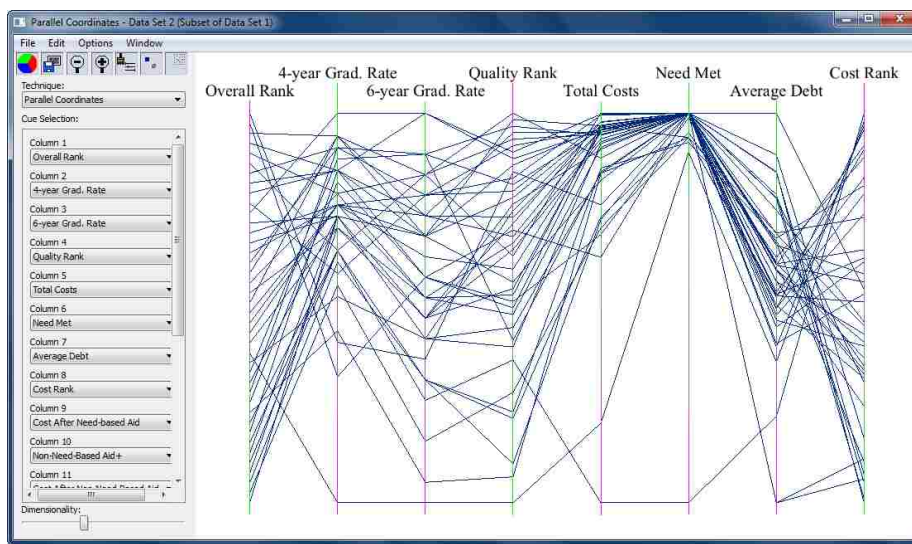 Parallel Coordinates - Data Set 2 (Subset of Data Set 1)
File Edit Options Window
Technique:
Parallel Coordinates
Cue Selection:
Column 1
Overall Rank
Column 2
4-year Grad. Rate
Column 3
6-year Grad. Rate
Column 4
Quality Rank
Column 5
Total Costs
Column 6
Need Met
Column 7
Average Debt
Column 8
Cost Rank
Column 9
Cost After Need-based Aid
Column 10
Non-Need-Based Aid+
Column 11
Dimensionality:
4-year Grad. Rate Quality Rank Need Met Cost Rank
Overall Rank 6-year Grad. Rate Total Costs Average Debt